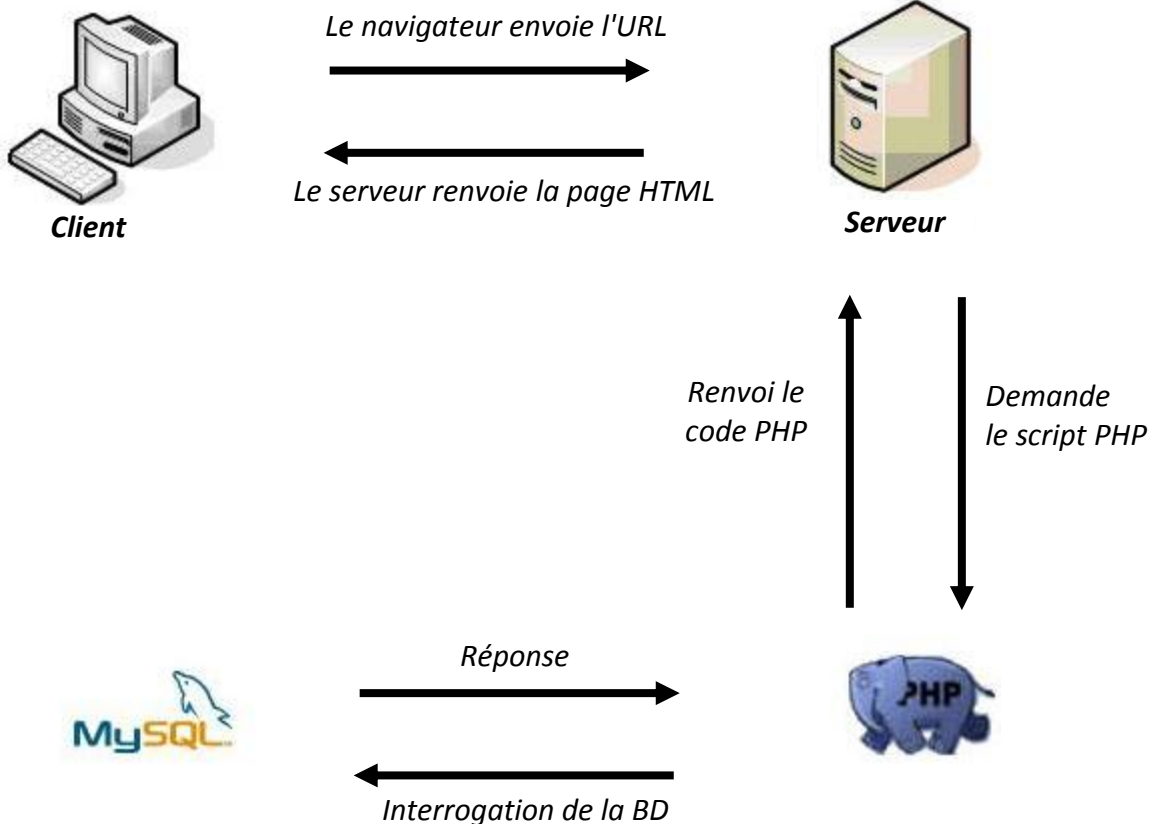 Le navigateur envoie l'URL
Le serveur renvoie la page HTML
Client
Serveur
Renvoi le
code PHP
Demande
le script PHP
Réponse
MySQL
PHP
Interrogation de la BD